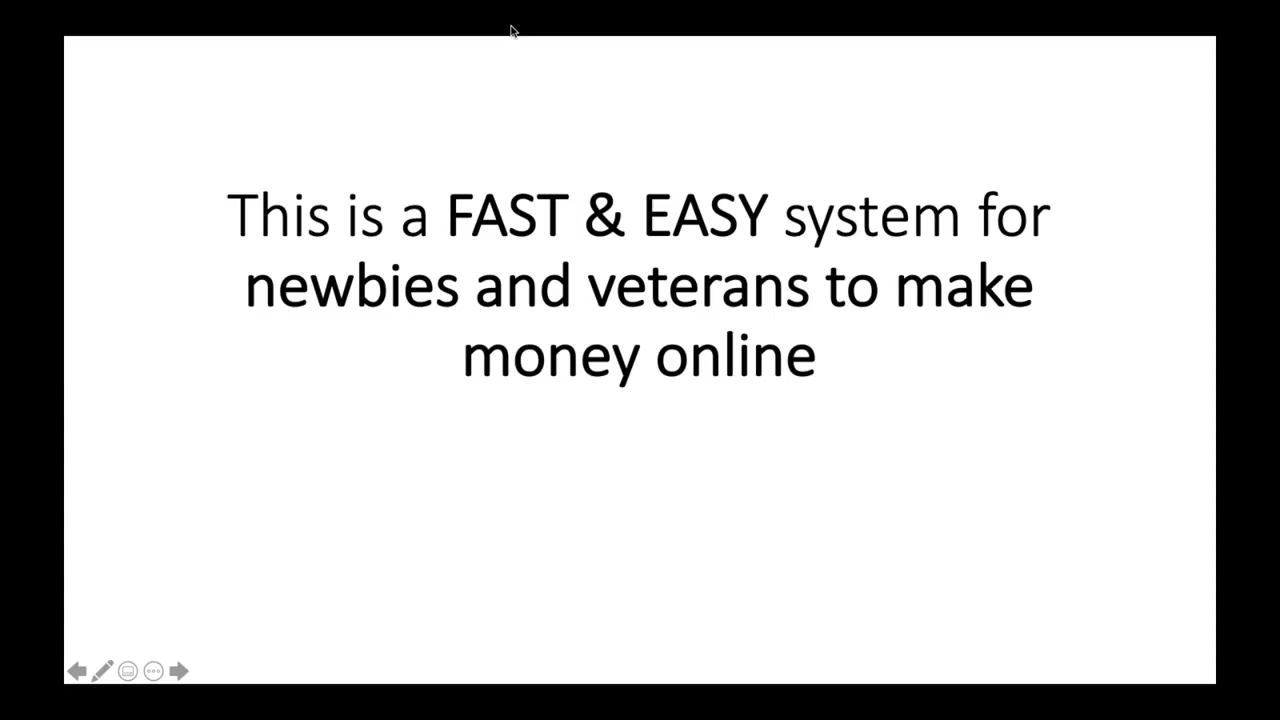 This is a FAST & EASY system for
newbies and veterans to make
money online